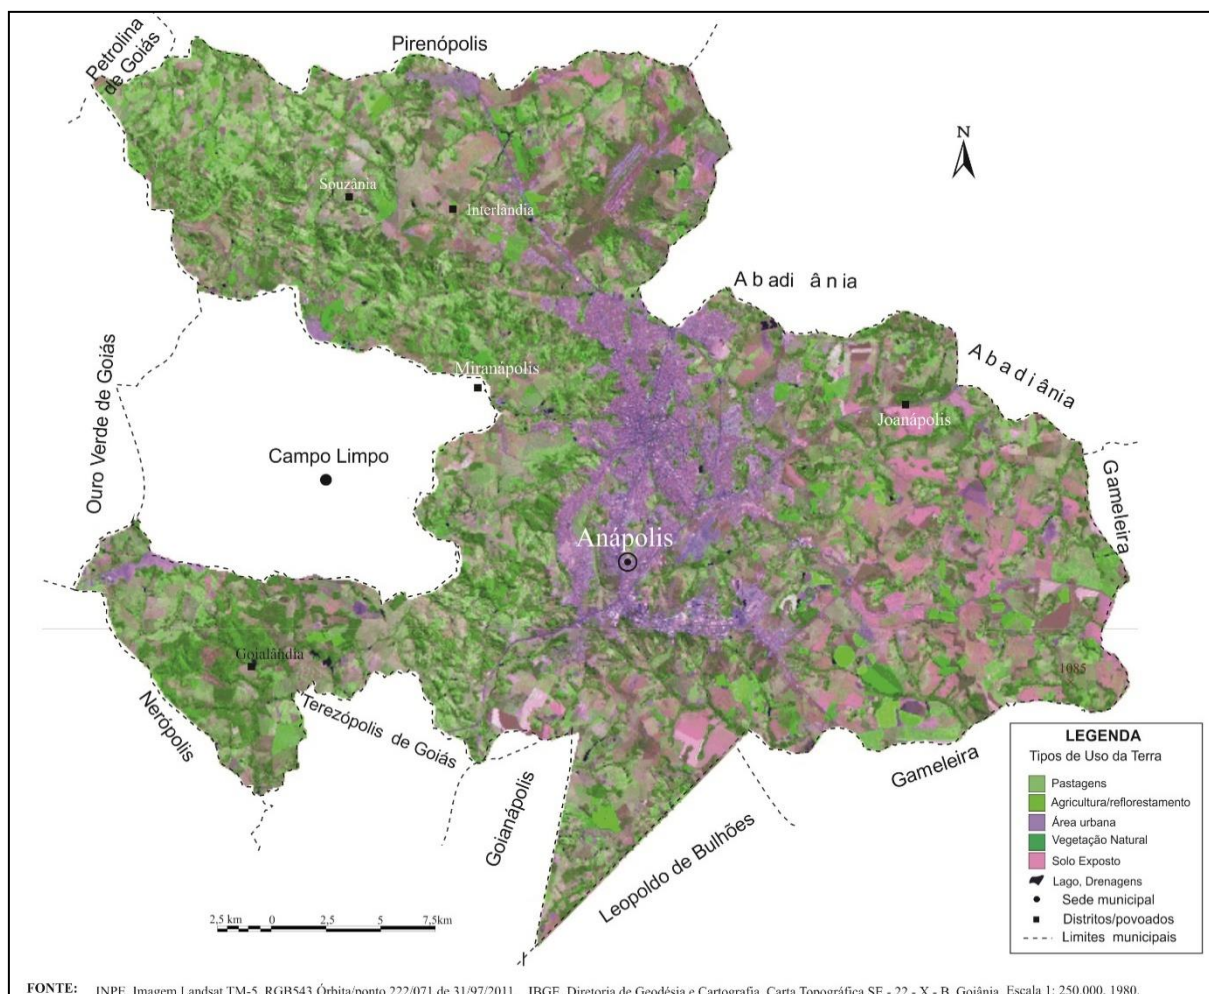 Petrolina
de Goiás
Pirenópolis
N
Souzânia
Interlândia
Abadi ânia
Abadiânia
Miranápolis
Joanápolis
Ouro Verde de Goiás
Campo Limpo
Gameleira
Anápolis
Goialândia
1085
Nerópolis
Terezópolis de Goiás
Goianápolis
Leopoldo de Bulhões
Gameleira
LEGENDA
Tipos de Uso da Terra
Pastagens
Agricultura/reflorestamento
Área urbana
Vegetação Natural
Solo Exposto
Lago, Drenagens
Sede municipal
Distritos/povoados
Limites municipais
2,5 km 0 2,5 5 7,5km
FONTE: INPE, Imagem Landsat TM-5, RGB543 Órbita/ponto 222/071 de 31/97/2011. IBGE, Diretoria de Geodésia e Cartografia, Carta Topográfica SE - 22 - X - B, Goiânia, Escala 1: 250.000, 1980.